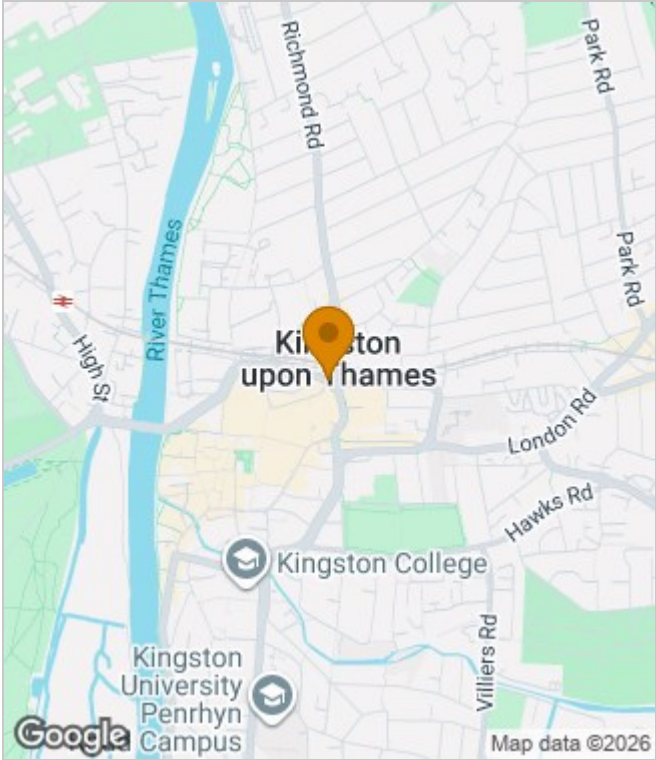 Richmond Rd
Park Rd
River Thames
Park Rd
High St
Kingston
upon Thames
London Rd
Hawks Rd
Kingston College
Villiers Rd
Kingston
University
Penrhyn
Campus
Google
Map data ©2026